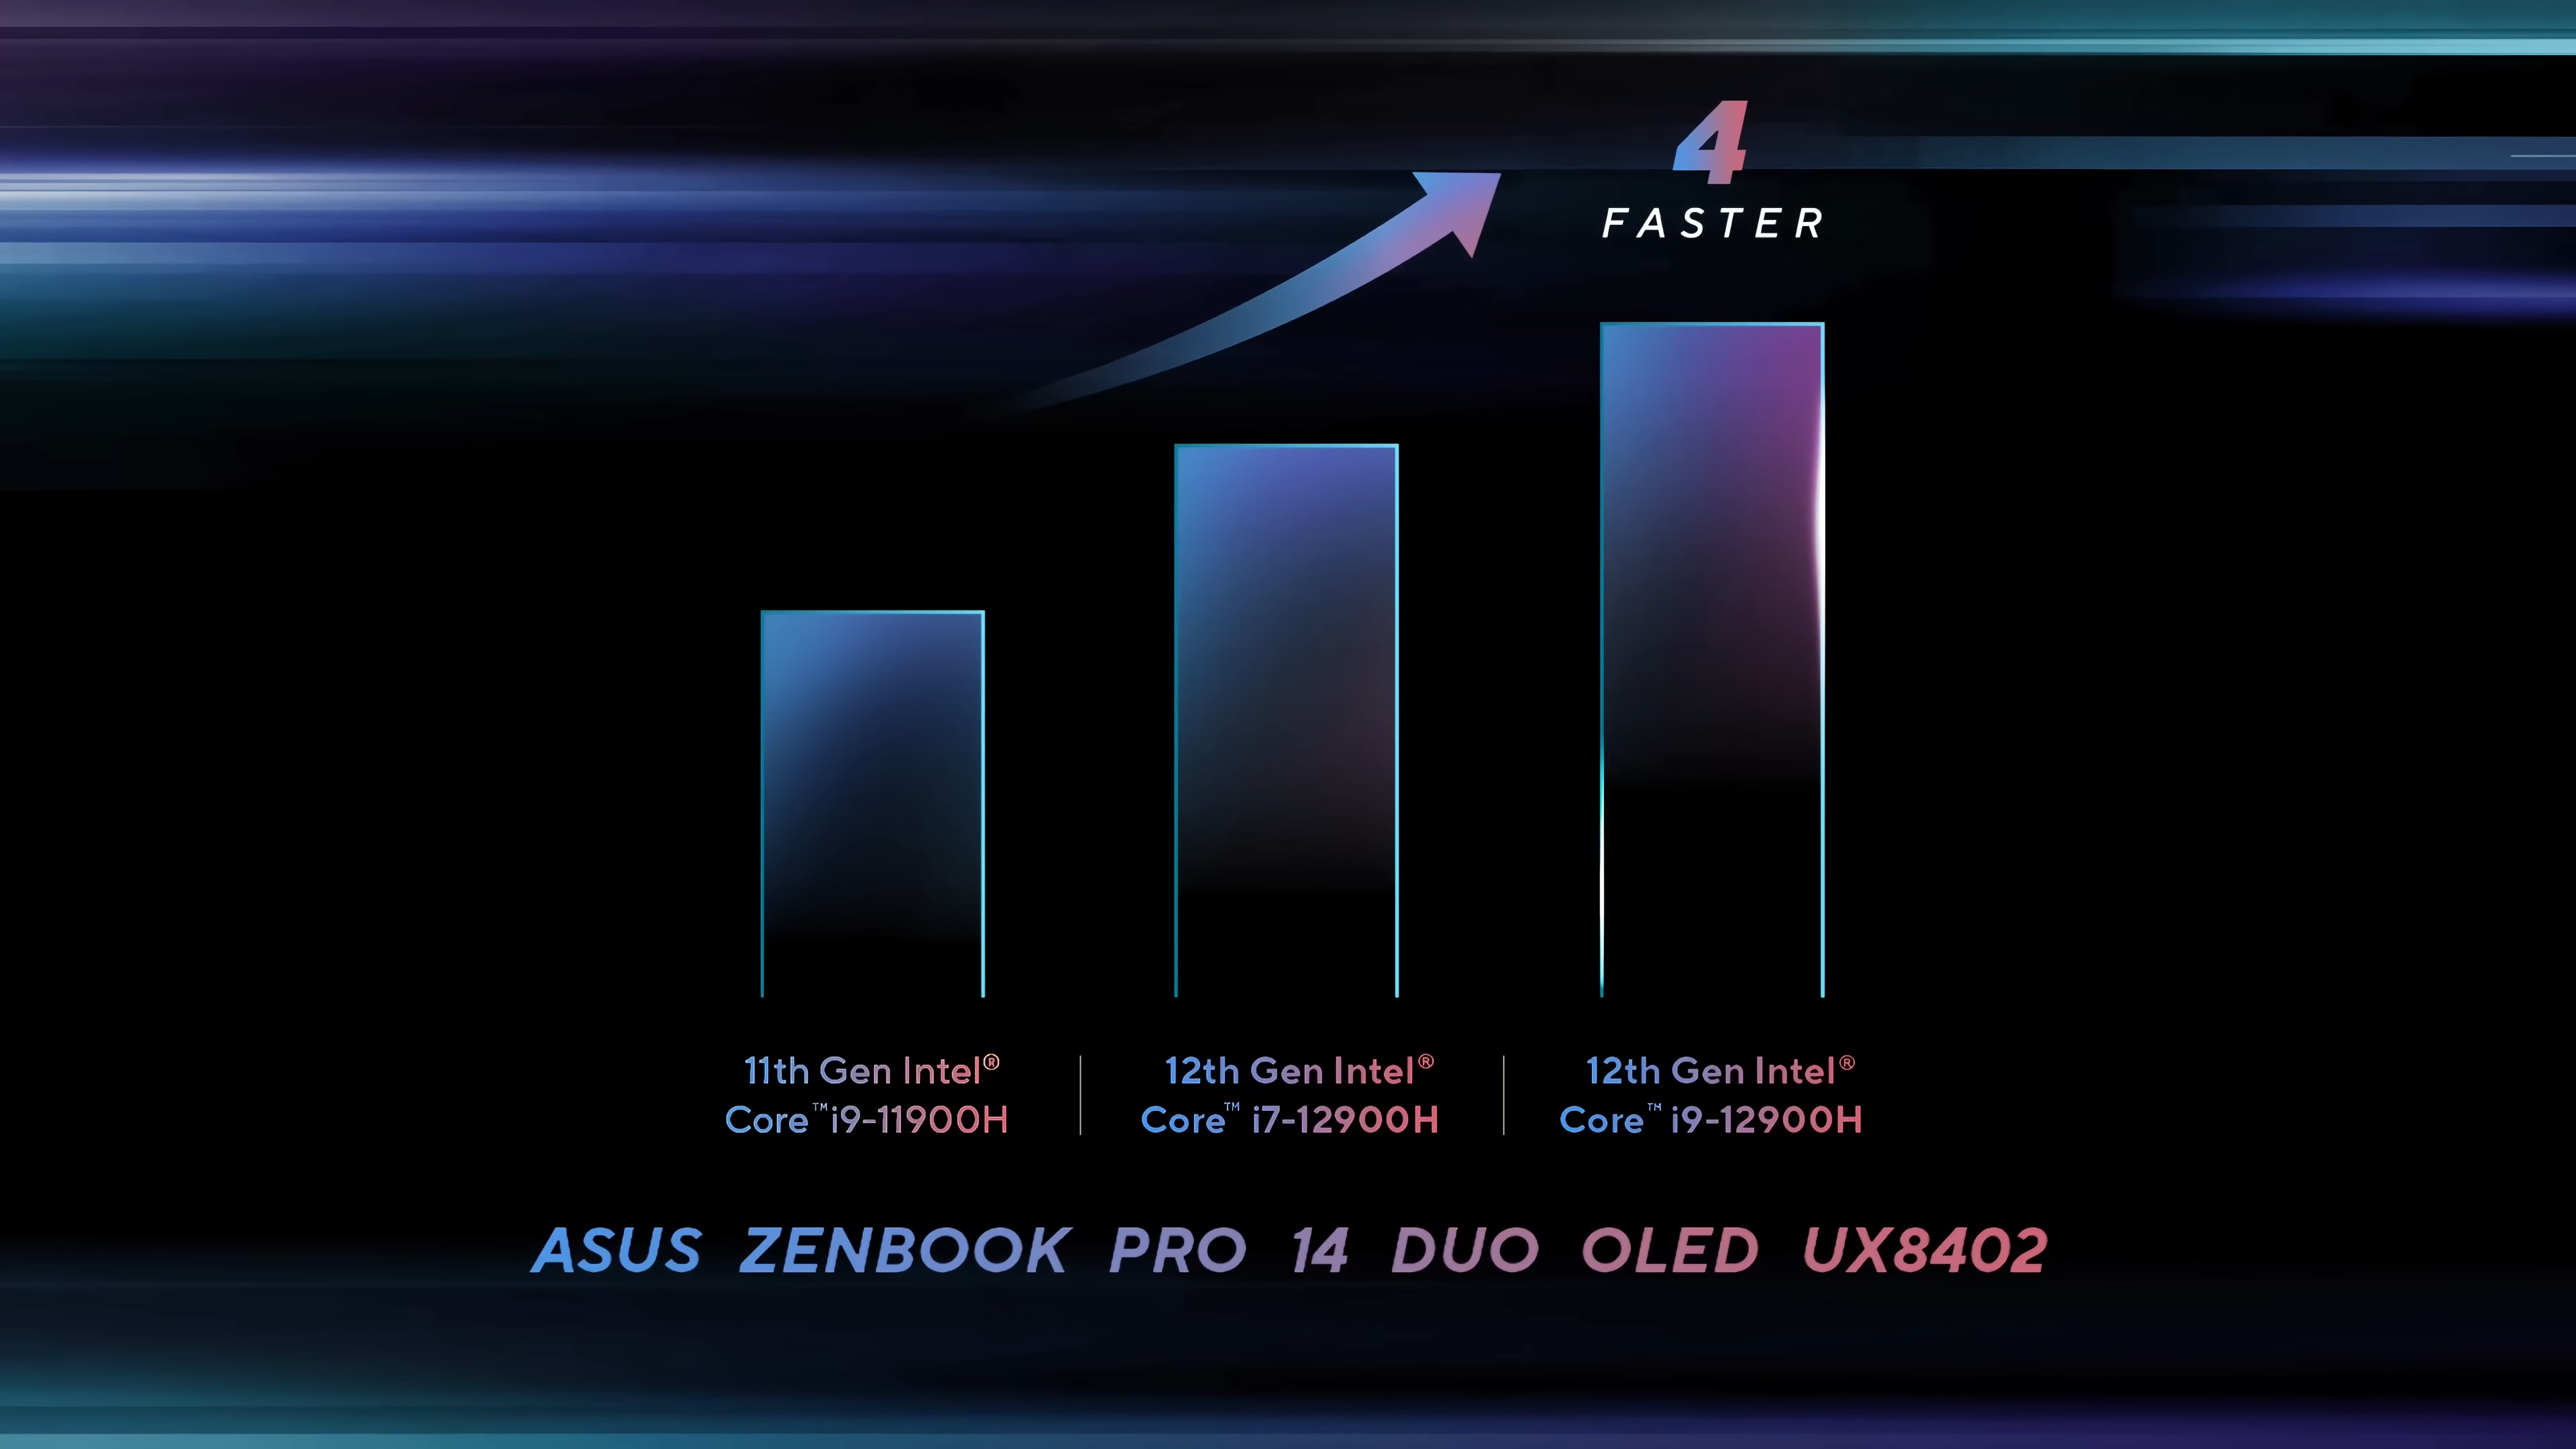 4
FASTER
11th Gen Intel®
Core™i9-11900H
12th Gen Intel®
Core™ i7-12900H
12th Gen Intel®
Core™ i9-12900H
ASUS ZENBOOK PRO 14 DUO OLED UX8402